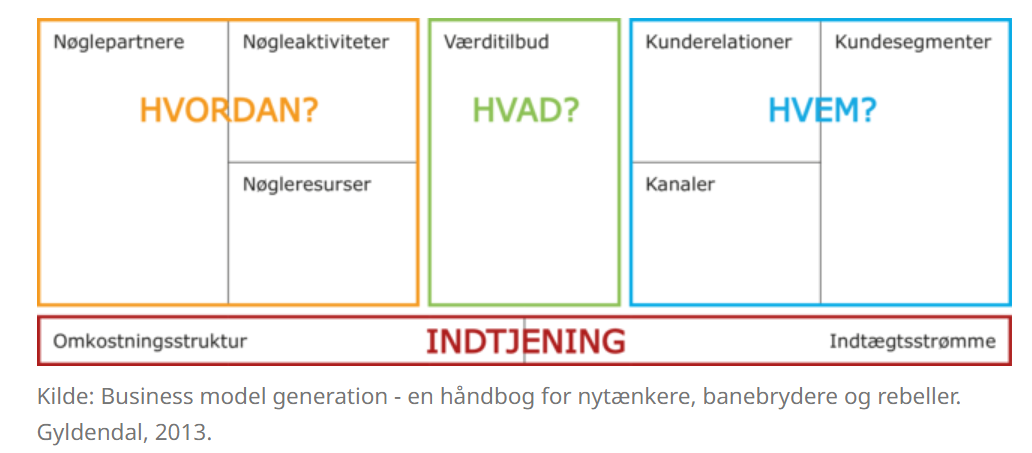 Nøglepartnere
Nøgleaktiviteter
Værditilbud
Kunderelationer
Kundesegmenter
HVORDAN?
HVAD?
HVEM?
Nøgleresurser
Kanaler
Omkostningsstruktur
INDTJENING
Indtægtsstrømme
Kilde: Business model generation - en håndbog for nytænkere, banebrydere og rebeller.
Gyldendal, 2013.